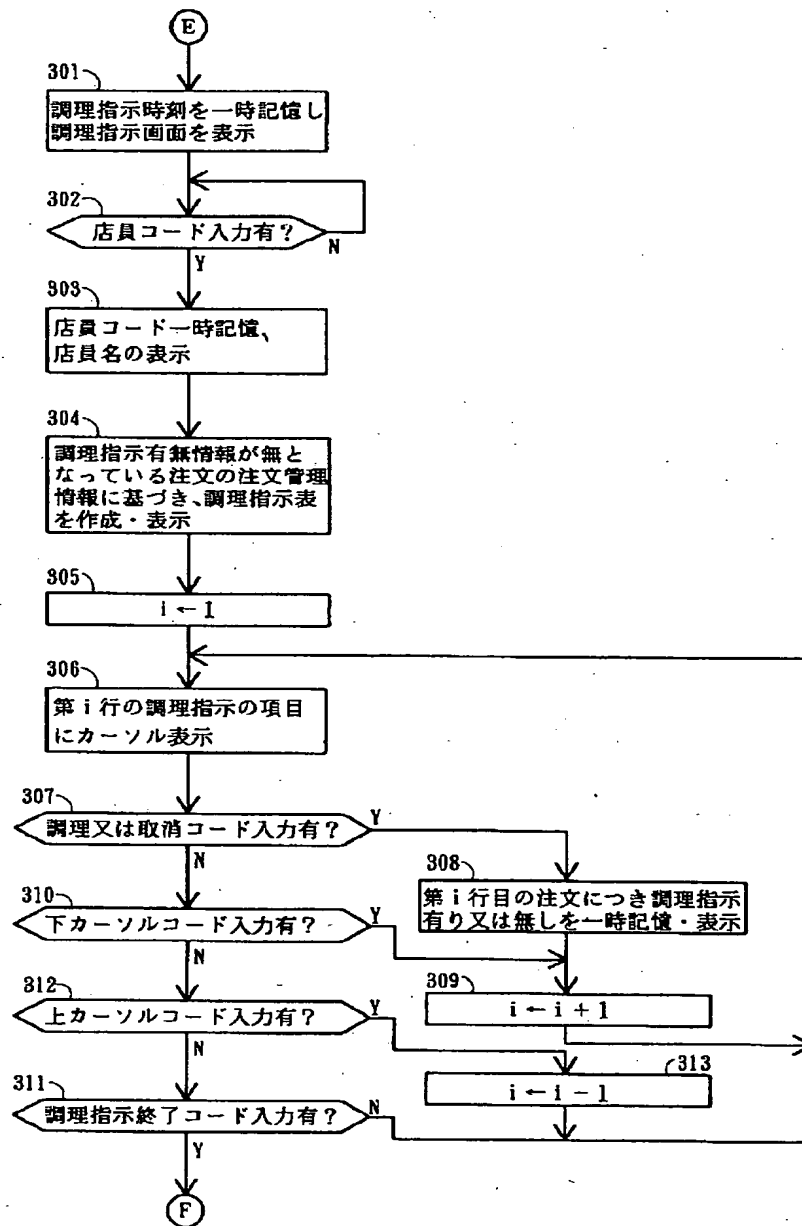 E
301
調理指示時刻を一時記憶し
調理指示画面を表示
302
店員コード入力有?
N
Y
303
店員コード一時記憶、
店員名の表示
304
調理指示有無情報が無と
なっている注文の注文管理
情報に基づき、調理指示表
を作成・表示
305
i←1
306
第i行の調理指示の項目
にカーソル表示
307
調理又は取消コード入力有?
Y
N
308
第i行目の注文につき調理指示
有り又は無しを一時記憶・表示
310
下カーソルコード入力有?
Y
N
309
i←i+1
312
上カーソルコード入力有?
Y
N
313
i←i−1
311
調理指示終了コード入力有?
N
Y
F